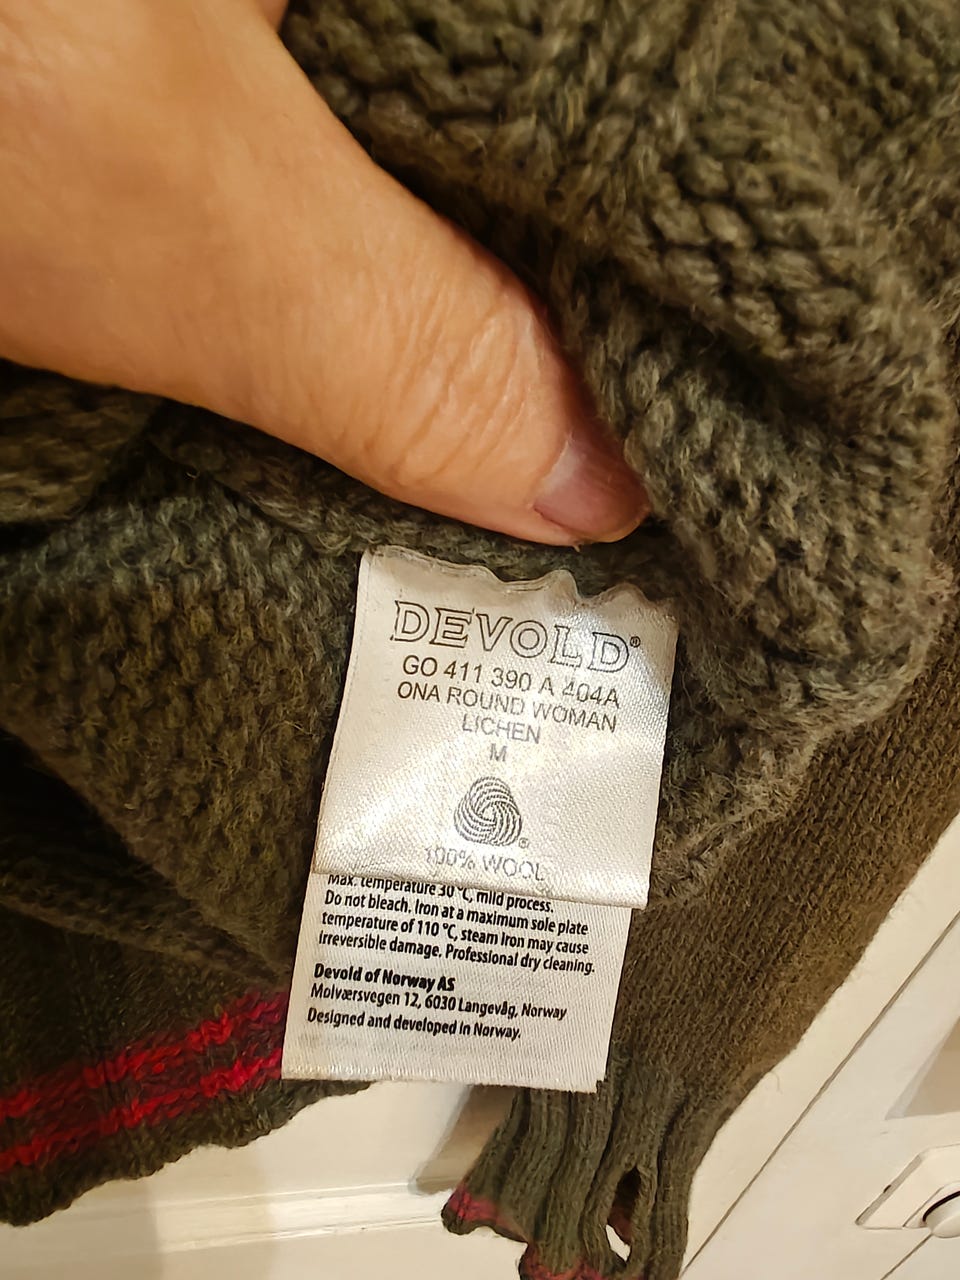 DEVOLD®
GO 411 390 A 404A
ONA ROUND WOMAN
LICHEN
M
®
100% WOOL
Max. temperature 30 °C, mild process.
Do not bleach. Iron at a maximum sole plate
temperature of 110 °C, steam iron may cause
irreversible damage. Professional dry cleaning.
Devold of Norway AS
Molværsvegen 12, 6030 Langevåg, Norway
Designed and developed in Norway.